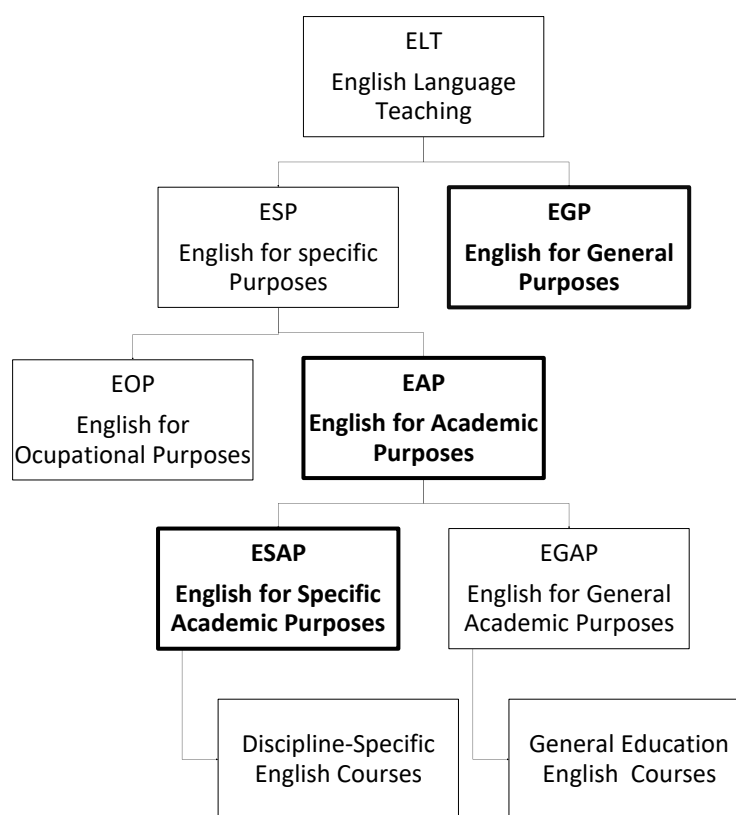 ELT
English Language
Teaching
ESP
English for specific
Purposes
EGP
English for General
Purposes
EOP
English for
Ocupational Purposes
EAP
English for Academic
Purposes
ESAP
English for Specific
Academic Purposes
EGAP
English for General
Academic Purposes
Discipline-Specific
English Courses
General Education
English Courses